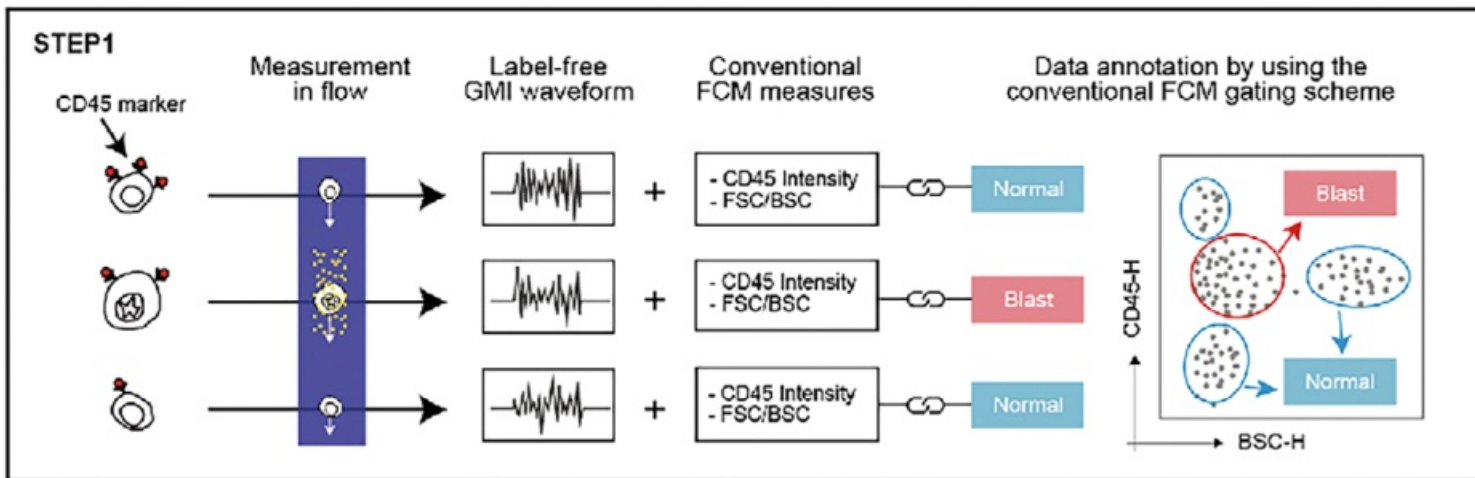 STEP1
CD45 marker
Measurement
in flow
Label-free
GMI waveform
Conventional
FCM measures
Data annotation by using the
conventional FCM gating scheme
+
- CD45 Intensity
- FSC/BSC
Normal
+
- CD45 Intensity
- FSC/BSC
Blast
+
- CD45 Intensity
- FSC/BSC
Normal
Blast
Normal
CD45-H
BSC-H